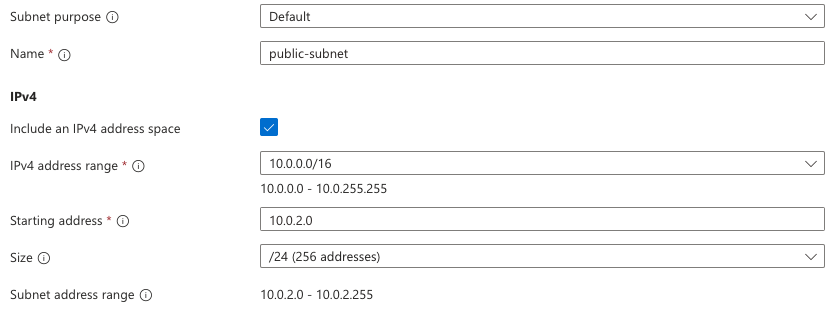 Subnet purpose Default
Name * public-subnet
IPv4
Include an IPv4 address space
IPv4 address range * 10.0.0.0/16
10.0.0.0 - 10.0.255.255
Starting address * 10.0.2.0
Size /24 (256 addresses)
Subnet address range 10.0.2.0 - 10.0.2.255